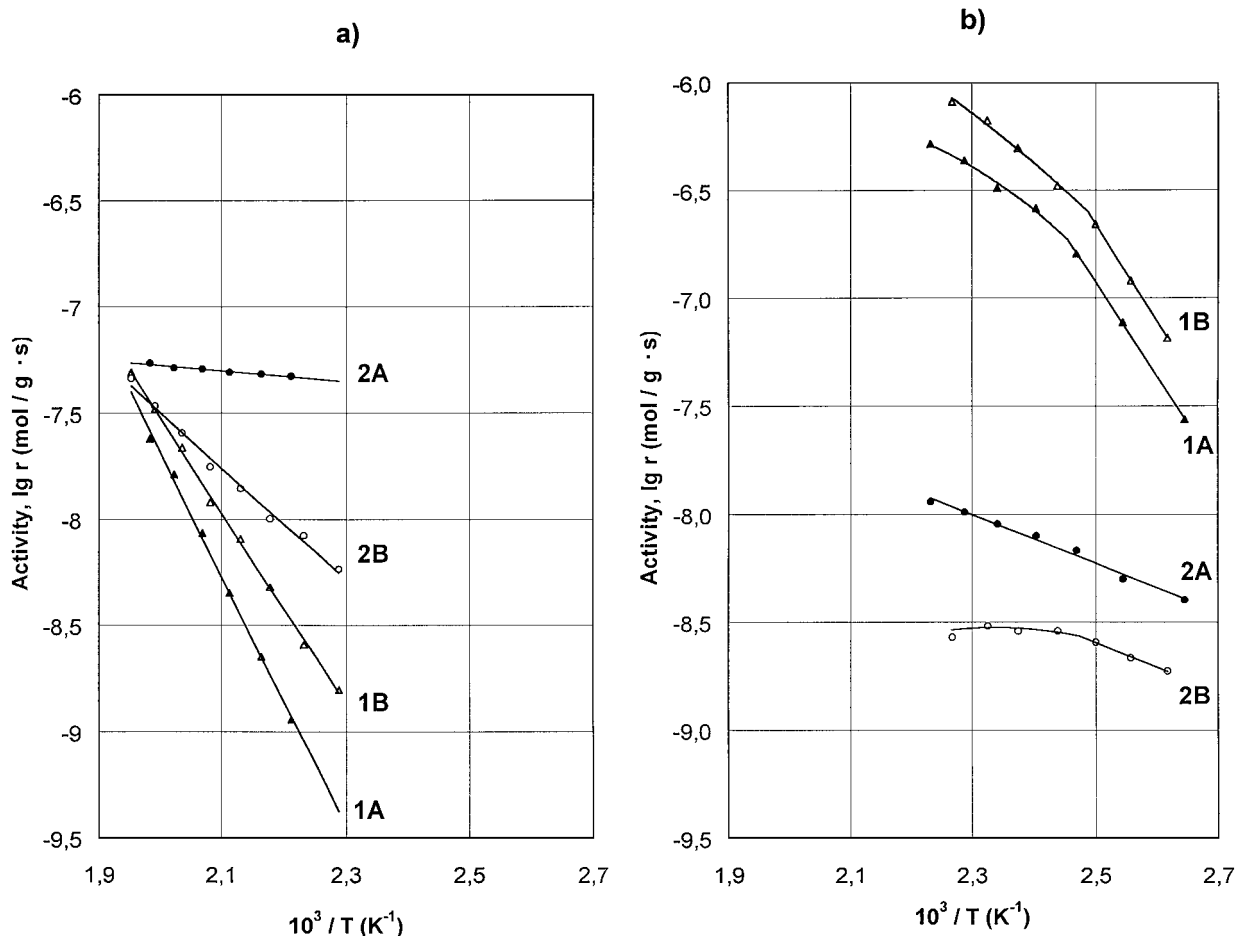 a)
-6
-6,5
-7
-7,5
-8
-8,5
-9
-9,5
1,9
2,1
2,3
2,5
2,7
Activity, lg r (mol / g · s)
10³ / T (K⁻¹)
2A
2B
1B
1A
b)
-6,0
-6,5
-7,0
-7,5
-8,0
-8,5
-9,0
-9,5
1,9
2,1
2,3
2,5
2,7
Activity, lg r (mol / g · s)
10³ / T (K⁻¹)
1B
1A
2A
2B